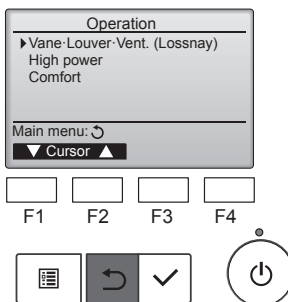 Operation
Vane·Louver·Vent. (Lossnay)
High power
Comfort
Main menu:
Cursor
F1 F2 F3 F4